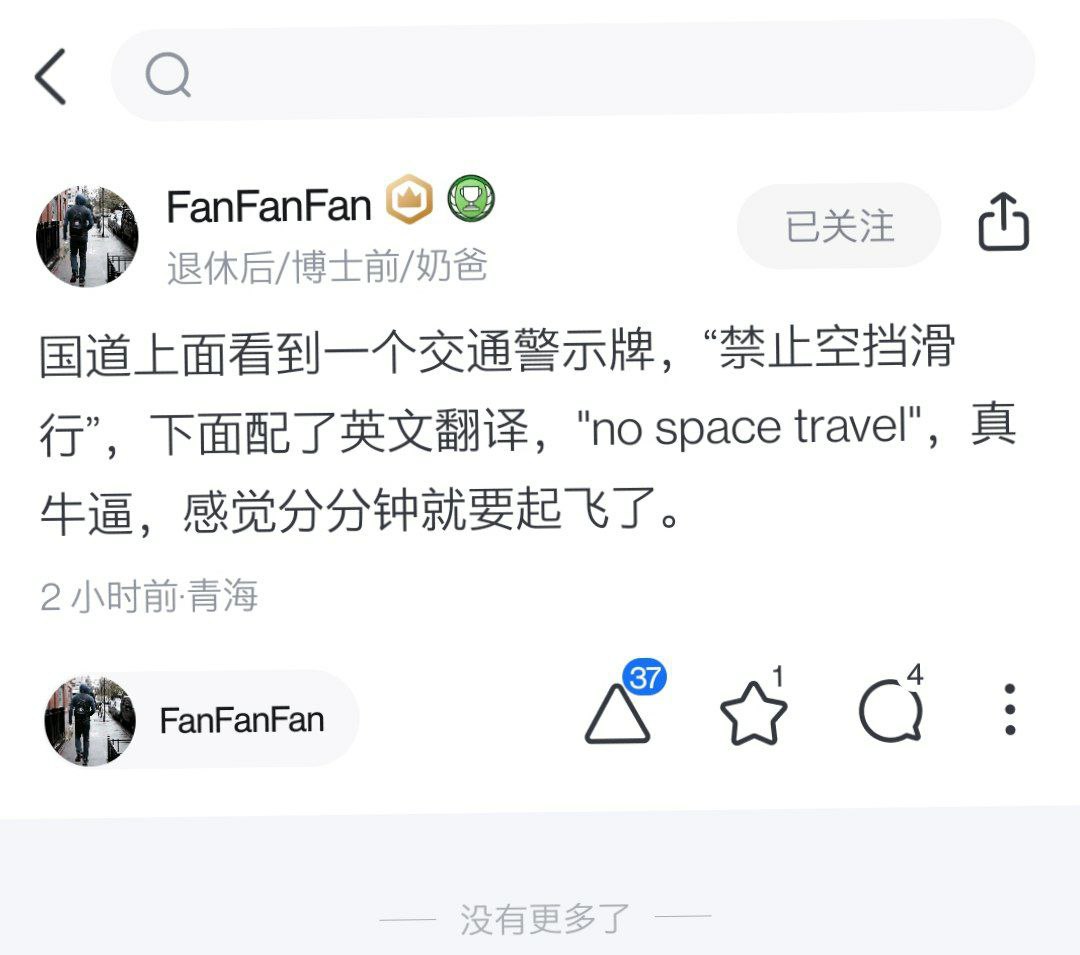 FanFanFan
已关注
退休后/博士前/奶爸
国道上面看到一个交通警示牌，“禁止空挡滑
行”，下面配了英文翻译，"no space travel"，真
牛逼，感觉分分钟就要起飞了。
2 小时前·青海
FanFanFan
37
1
4
没有更多了